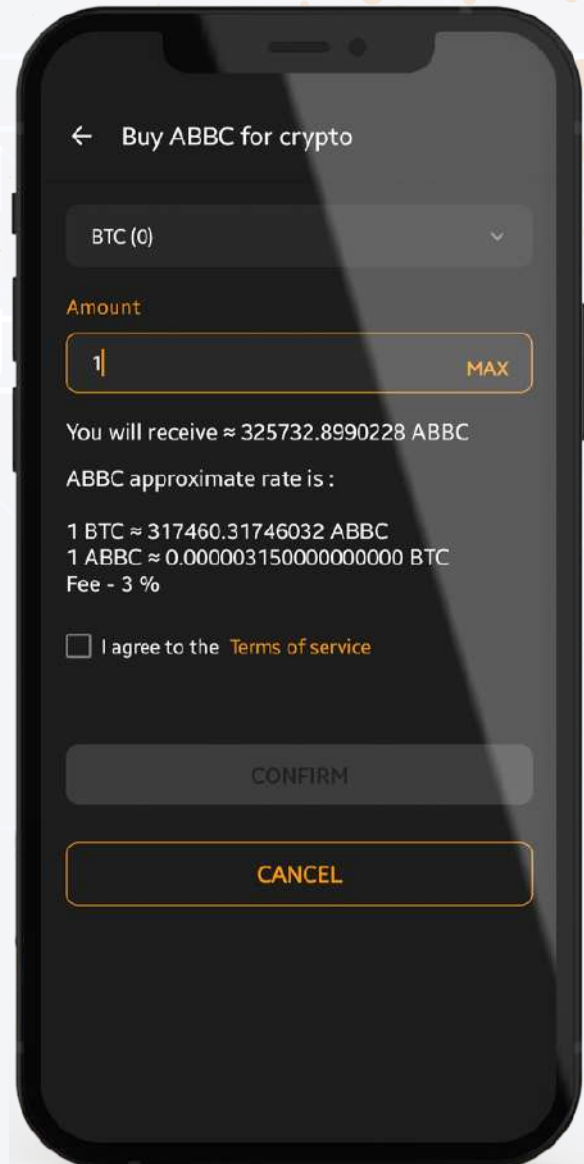 ← Buy ABBC for crypto
BTC (0)
Amount
1
MAX
You will receive ≈ 325732.8990228 ABBC
ABBC approximate rate is :
1 BTC ≈ 317460.31746032 ABBC
1 ABBC ≈ 0.000003150000000000 BTC
Fee - 3 %
I agree to the Terms of service
CONFIRM
CANCEL